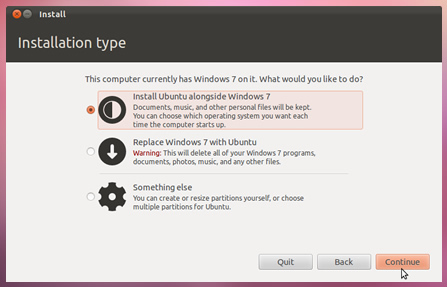 Install
Installation type
This computer currently has Windows 7 on it. What would you like to do?
Install Ubuntu alongside Windows 7
Documents, music, and other personal files will be kept.
You can choose which operating system you want each
time the computer starts up.
Replace Windows 7 with Ubuntu
Warning: This will delete all of your Windows 7 programs,
documents, photos, music, and any other files.
Something else
You can create or resize partitions yourself, or choose
multiple partitions for Ubuntu.
Quit
Back
Continue